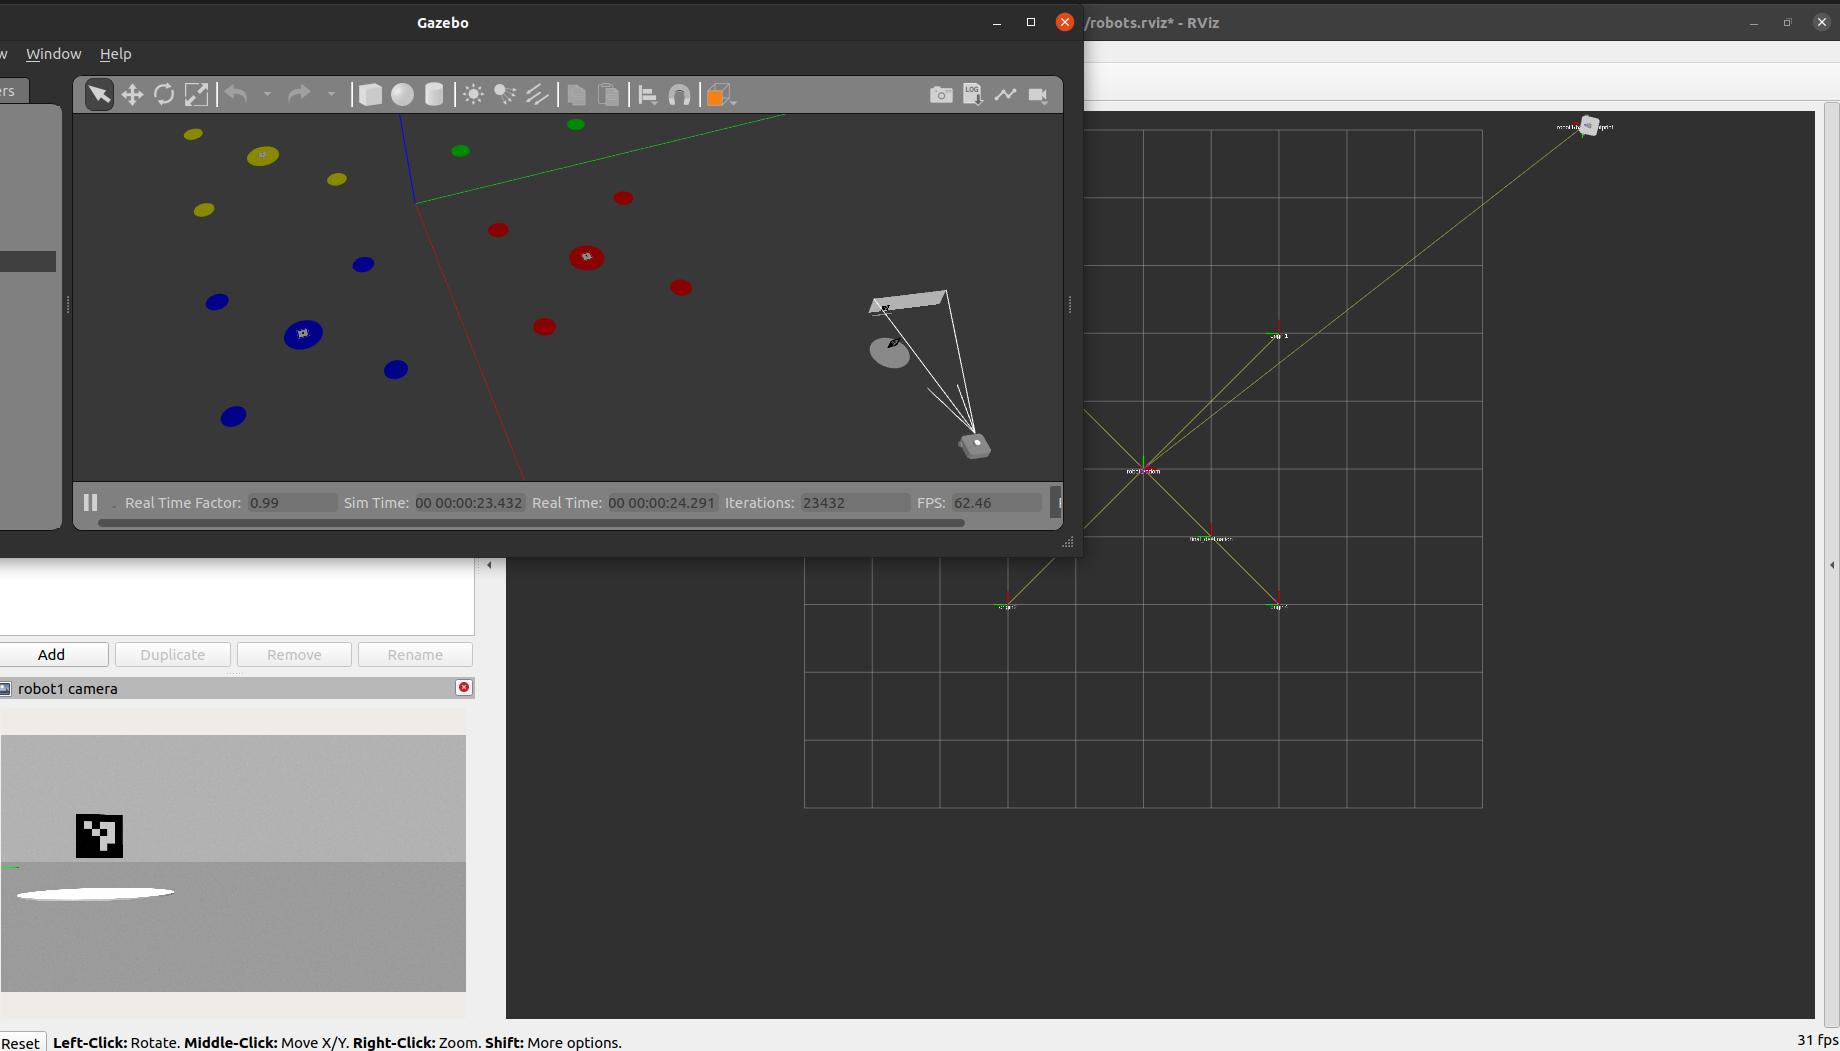 Gazebo
/robots.rviz* - RViz
w Window Help
ers
LOG
Real Time Factor: 0.99 Sim Time: 00 00:00:23.432 Real Time: 00 00:00:24.291 Iterations: 23432 FPS: 62.46
final_destination
Add Duplicate Remove Rename
robot1 camera
Reset Left-Click: Rotate. Middle-Click: Move X/Y. Right-Click: Zoom. Shift: More options.
31 fps